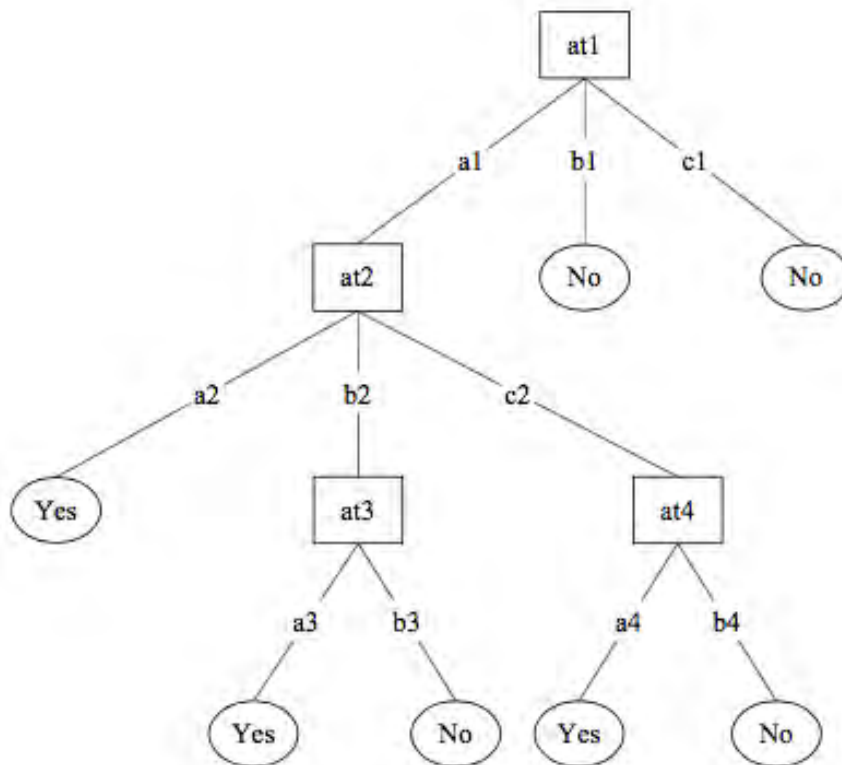 at1
a1 b1 c1
at2 No No
a2 b2 c2
Yes at3 at4
a3 b3 a4 b4
Yes No Yes No